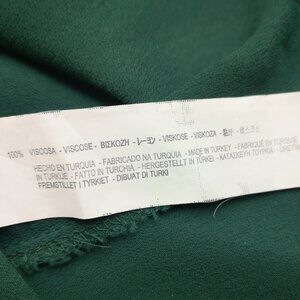 100% VISCOSA - VISCOSE - ΒΙΣΚΟΖΗ - レーヨン - VISKOSE - VISKOZA -
HECHO EN TURQUIA - FABRICADO NA TURQUIA - MADE IN TURKEY - FABRIQUÉ EN TURQUIE
IN TURKIJE - FATTO IN TURCHIA - HERGESTELLT IN TÜRKEI - ΚΑΤΑΣΚΕΥΗ ΤΟΥΡΚΙΑ -
FREMSTILLET I TYRKIET - DIBUAT DI TURKI